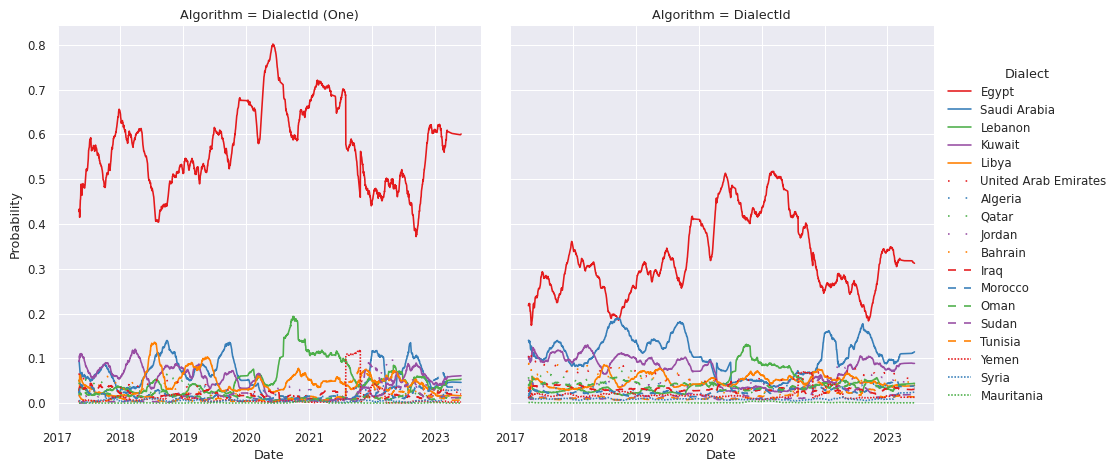 Algorithm = DialectId (One)
Algorithm = DialectId
Probability
0.8
0.7
0.6
0.5
0.4
0.3
0.2
0.1
0.0
2017 2018 2019 2020 2021 2022 2023
Date
2017 2018 2019 2020 2021 2022 2023
Date
Dialect
Egypt
Saudi Arabia
Lebanon
Kuwait
Libya
United Arab Emirates
Algeria
Qatar
Jordan
Bahrain
Iraq
Morocco
Oman
Sudan
Tunisia
Yemen
Syria
Mauritania